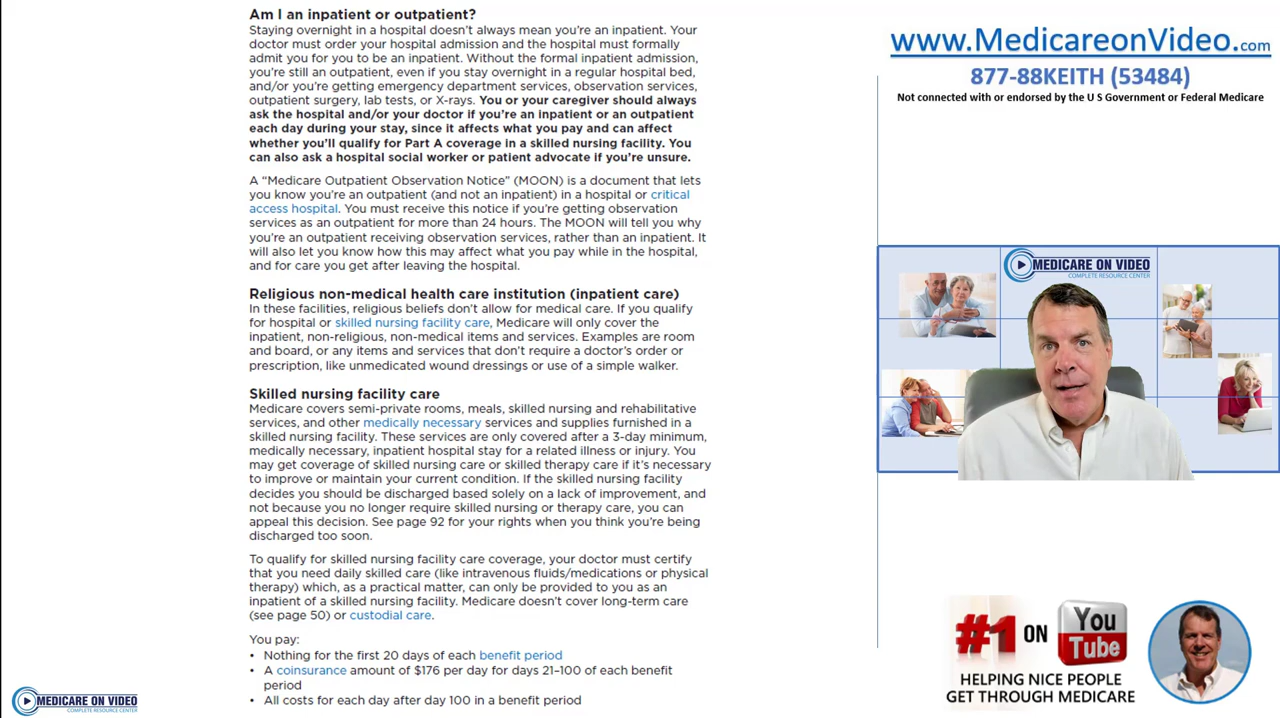 Am I an inpatient or outpatient?
Staying overnight in a hospital doesn't always mean you're an inpatient. Your
doctor must order your hospital admission and the hospital must formally
admit you for you to be an inpatient. Without the formal inpatient admission,
you're still an outpatient, even if you stay overnight in a regular hospital bed,
and/or you're getting emergency department services, observation services,
outpatient surgery, lab tests, or X-rays. You or your caregiver should always
ask the hospital and/or your doctor if you're an inpatient or an outpatient
each day during your stay, since it affects what you pay and can affect
whether you'll qualify for Part A coverage in a skilled nursing facility. You
can also ask a hospital social worker or patient advocate if you're unsure.
A “Medicare Outpatient Observation Notice” (MOON) is a document that lets
you know you're an outpatient (and not an inpatient) in a hospital or critical
access hospital. You must receive this notice if you're getting observation
services as an outpatient for more than 24 hours. The MOON will tell you why
you're an outpatient receiving observation services, rather than an inpatient. It
will also let you know how this may affect what you pay while in the hospital,
and for care you get after leaving the hospital.
Religious non-medical health care institution (inpatient care)
In these facilities, religious beliefs don't allow for medical care. If you qualify
for hospital or skilled nursing facility care, Medicare will only cover the
inpatient, non-religious, non-medical items and services. Examples are room
and board, or any items and services that don't require a doctor's order or
prescription, like unmedicated wound dressings or use of a simple walker.
Skilled nursing facility care
Medicare covers semi-private rooms, meals, skilled nursing and rehabilitative
services, and other medically necessary services and supplies furnished in a
skilled nursing facility. These services are only covered after a 3-day minimum,
medically necessary, inpatient hospital stay for a related illness or injury. You
may get coverage of skilled nursing care or skilled therapy care if it's necessary
to improve or maintain your current condition. If the skilled nursing facility
decides you should be discharged based solely on a lack of improvement, and
not because you no longer require skilled nursing or therapy care, you can
appeal this decision. See page 92 for your rights when you think you're being
discharged too soon.
To qualify for skilled nursing facility care coverage, your doctor must certify
that you need daily skilled care (like intravenous fluids/medications or physical
therapy) which, as a practical matter, can only be provided to you as an
inpatient of a skilled nursing facility. Medicare doesn't cover long-term care
(see page 50) or custodial care.
You pay:
• Nothing for the first 20 days of each benefit period
• A coinsurance amount of $176 per day for days 21–100 of each benefit
period
• All costs for each day after day 100 in a benefit period
MEDICARE ON VIDEO
COMPLETE RESOURCE CENTER
www.MedicareonVideo.com
877-88KEITH (53484)
Not connected with or endorsed by the U S Government or Federal Medicare
MEDICARE ON VIDEO
COMPLETE RESOURCE CENTER
#1 ON You
Tube
HELPING NICE PEOPLE
GET THROUGH MEDICARE